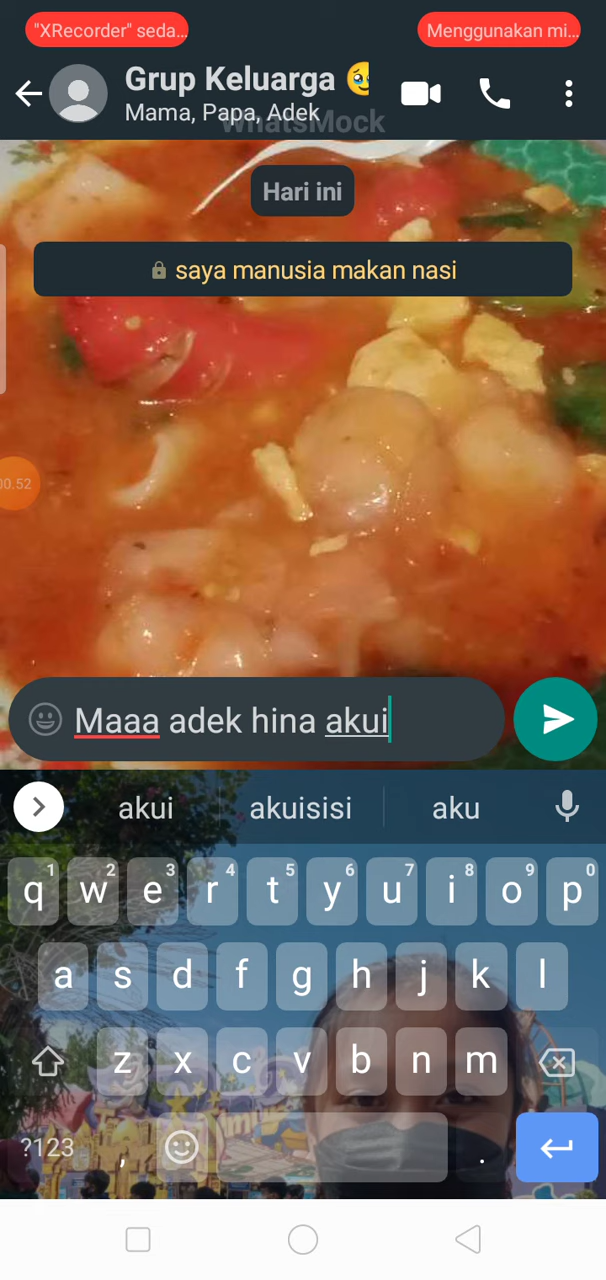 "XRecorder" seda...
Menggunakan mi...
Grup Keluarga 🥹
Mama, Papa, Adek
WhatsMock
Hari ini
saya manusia makan nasi
00.52
Maaa adek hina akui
akui akuisisi aku
1 2 3 4 5 6 7 8 9 0
q w e r t y u i o p
a s d f g h j k l
z x c v b n m
?123 , .